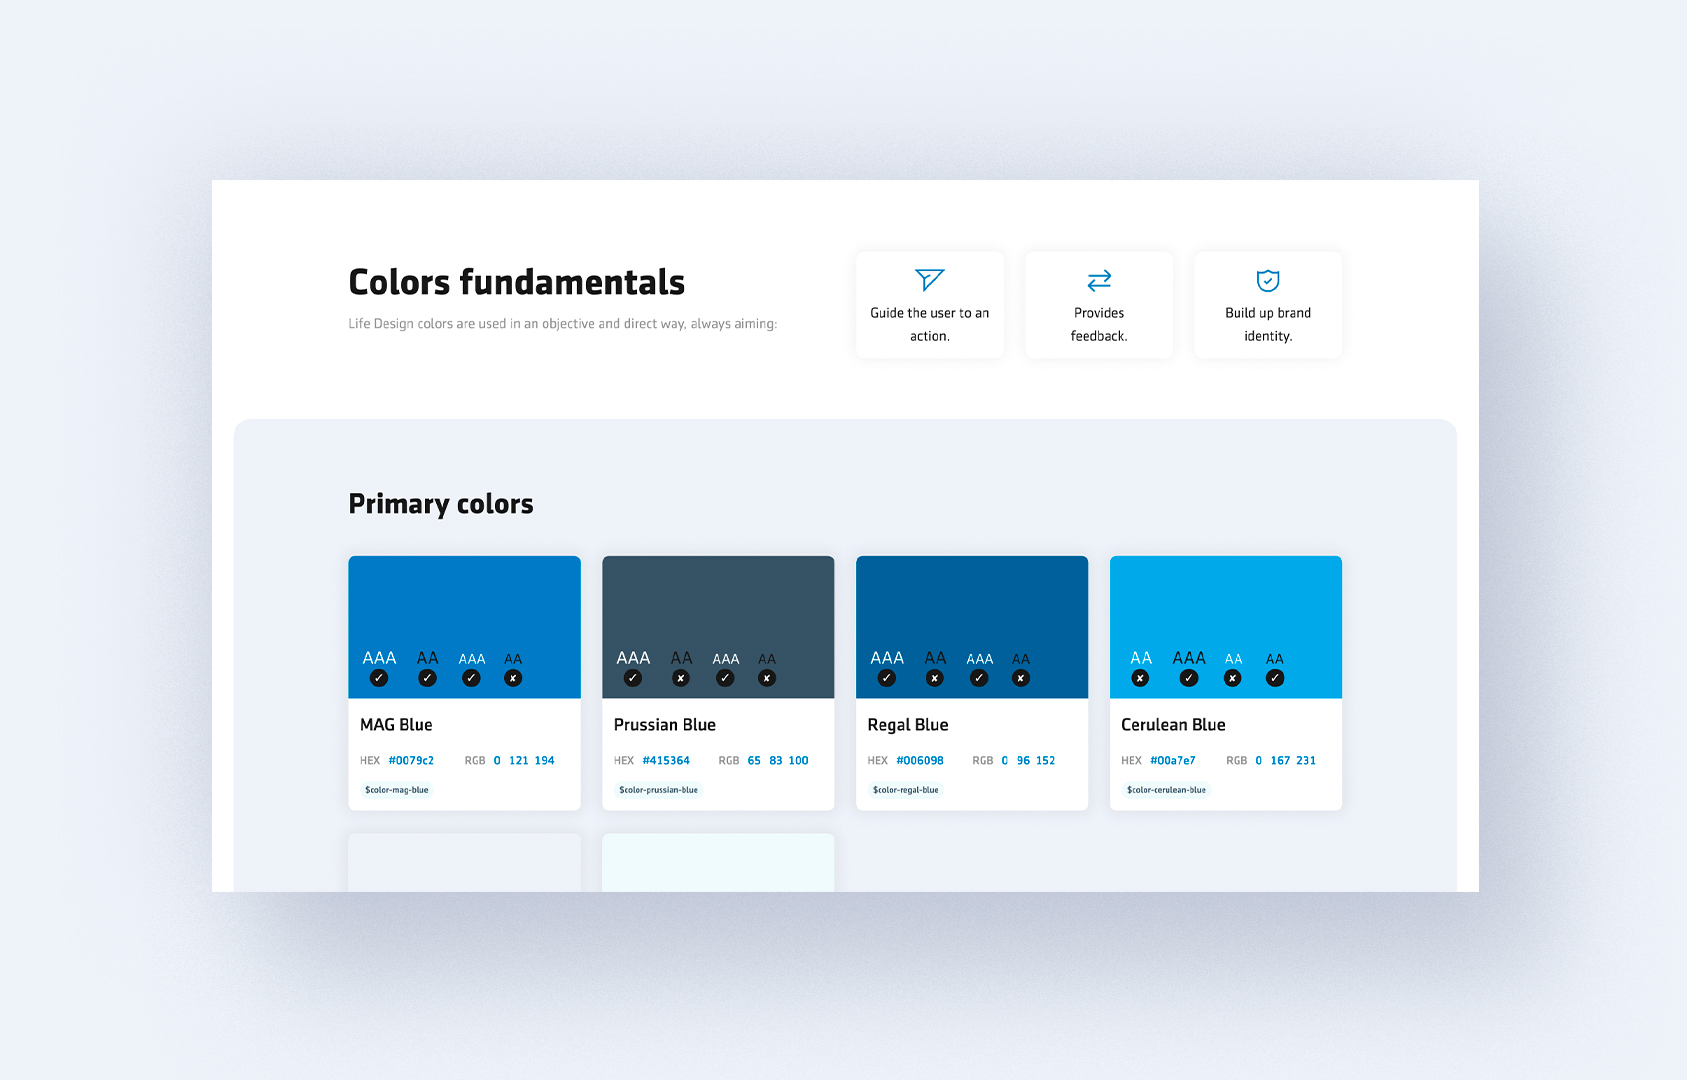 Colors fundamentals
Life Design colors are used in an objective and direct way, always aiming:
Guide the user to an
action.
Provides
feedback.
Build up brand
identity.
Primary colors
AAA AA AAA AA
MAG Blue
HEX #0079c2 RGB 0 121 194
$color-mag-blue
AAA AA AAA AA
Prussian Blue
HEX #415364 RGB 65 83 100
$color-prussian-blue
AAA AA AAA AA
Regal Blue
HEX #006098 RGB 0 96 152
$color-regal-blue
AA AAA AA AA
Cerulean Blue
HEX #00a7e7 RGB 0 167 231
$color-cerulean-blue